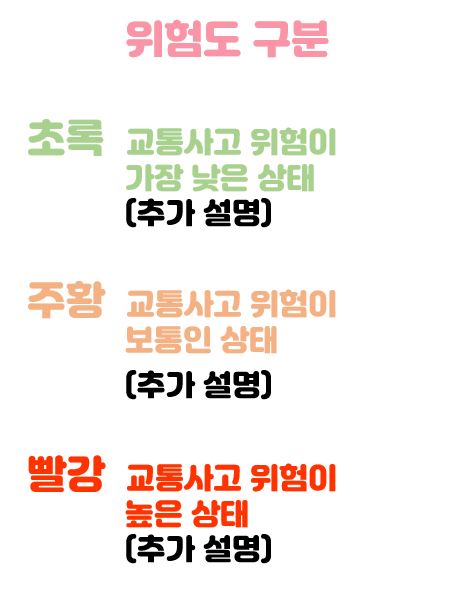 위험도 구분
초록 교통사고 위험이
가장 낮은 상태
(추가 설명)
주황 교통사고 위험이
보통인 상태
(추가 설명)
빨강 교통사고 위험이
높은 상태
(추가 설명)